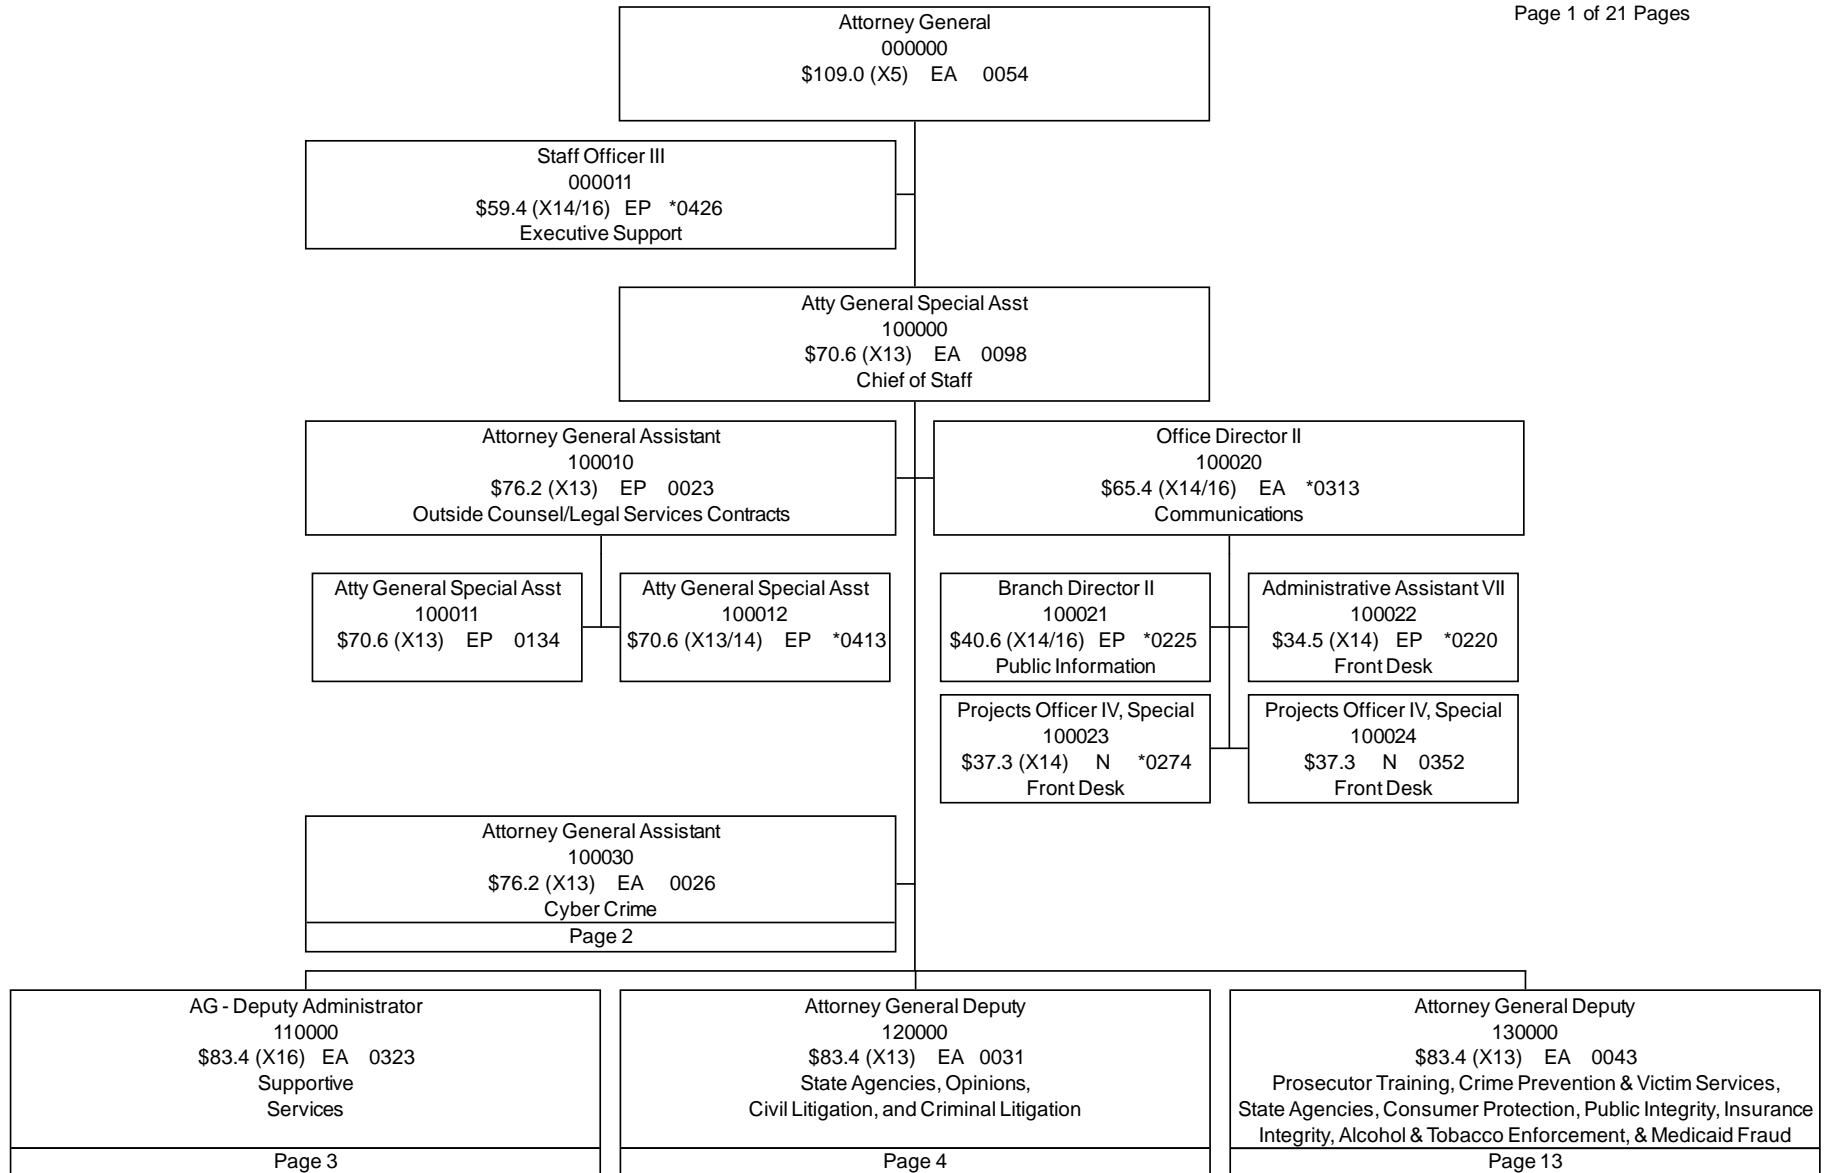 Page 1 of 21 Pages
Attorney General
000000
$109.0 (X5) EA 0054
Staff Officer III
000011
$59.4 (X14/16) EP *0426
Executive Support
Atty General Special Asst
100000
$70.6 (X13) EA 0098
Chief of Staff
Attorney General Assistant
100010
$76.2 (X13) EP 0023
Outside Counsel/Legal Services Contracts
Office Director II
100020
$65.4 (X14/16) EA *0313
Communications
Atty General Special Asst
100011
$70.6 (X13) EP 0134
Atty General Special Asst
100012
$70.6 (X13/14) EP *0413
Branch Director II
100021
$40.6 (X14/16) EP *0225
Public Information
Administrative Assistant VII
100022
$34.5 (X14) EP *0220
Front Desk
Projects Officer IV, Special
100023
$37.3 (X14) N *0274
Front Desk
Projects Officer IV, Special
100024
$37.3 N 0352
Front Desk
Attorney General Assistant
100030
$76.2 (X13) EA 0026
Cyber Crime
Page 2
AG - Deputy Administrator
110000
$83.4 (X16) EA 0323
Supportive
Services
Page 3
Attorney General Deputy
120000
$83.4 (X13) EA 0031
State Agencies, Opinions,
Civil Litigation, and Criminal Litigation
Page 4
Attorney General Deputy
130000
$83.4 (X13) EA 0043
Prosecutor Training, Crime Prevention & Victim Services,
State Agencies, Consumer Protection, Public Integrity, Insurance
Integrity, Alcohol & Tobacco Enforcement, & Medicaid Fraud
Page 13